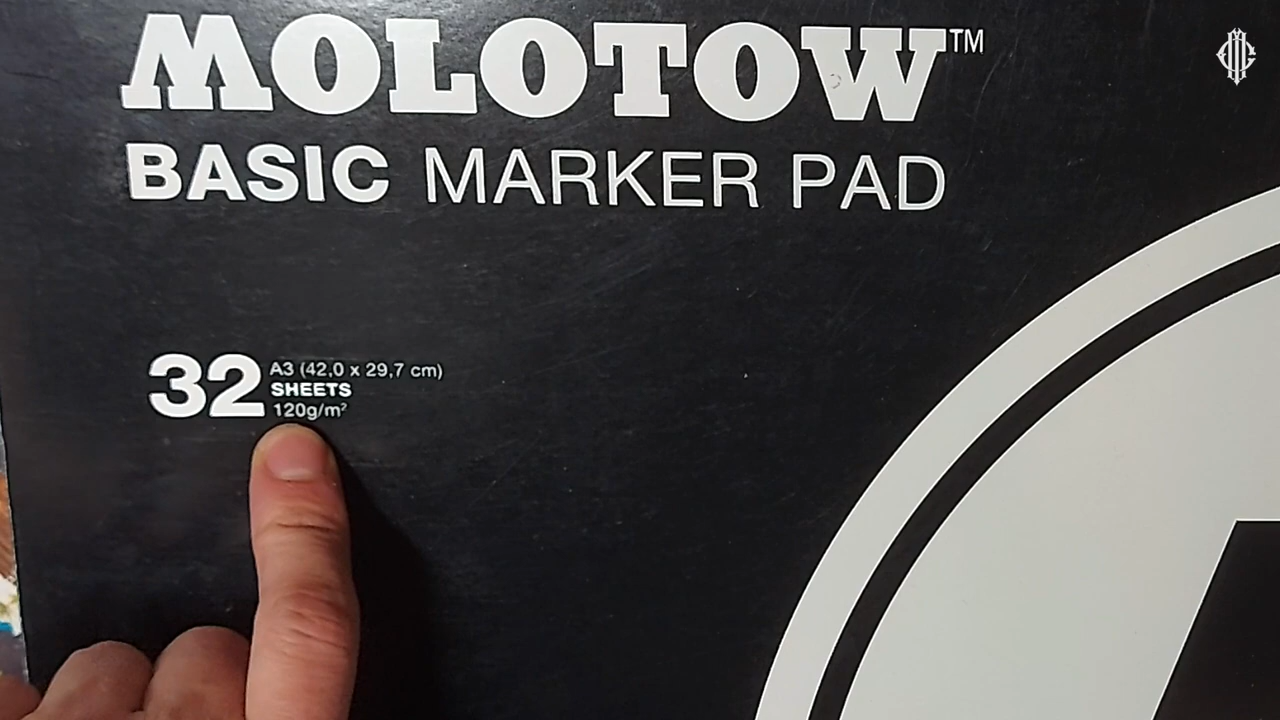 MOLOTOW™
BASIC MARKER PAD
32 A3 (42,0 x 29,7 cm)
SHEETS
120g/m²